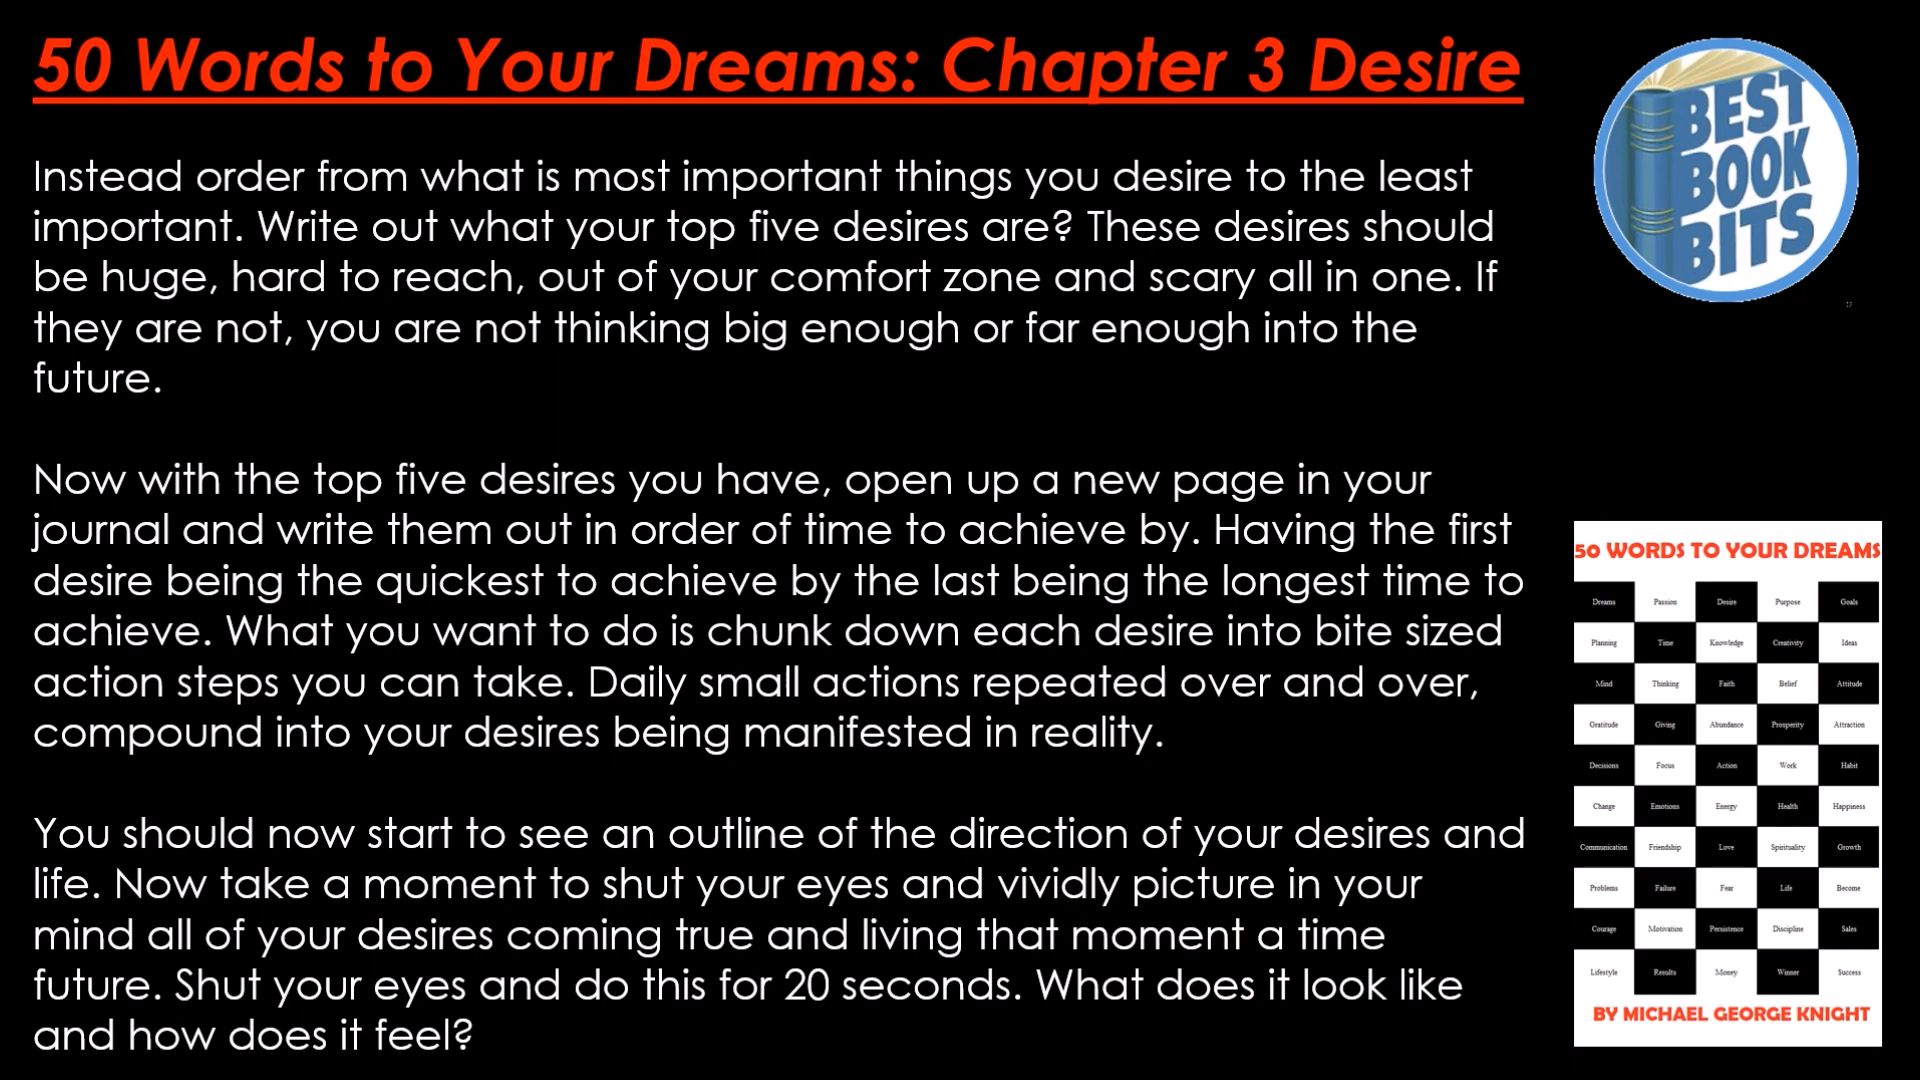 50 Words to Your Dreams: Chapter 3 Desire
Instead order from what is most important things you desire to the least
important. Write out what your top five desires are? These desires should
be huge, hard to reach, out of your comfort zone and scary all in one. If
they are not, you are not thinking big enough or far enough into the
future.
Now with the top five desires you have, open up a new page in your
journal and write them out in order of time to achieve by. Having the first
desire being the quickest to achieve by the last being the longest time to
achieve. What you want to do is chunk down each desire into bite sized
action steps you can take. Daily small actions repeated over and over,
compound into your desires being manifested in reality.
You should now start to see an outline of the direction of your desires and
life. Now take a moment to shut your eyes and vividly picture in your
mind all of your desires coming true and living that moment a time
future. Shut your eyes and do this for 20 seconds. What does it look like
and how does it feel?
BEST
BOOK
BITS
50 WORDS TO YOUR DREAMS
Dreams Passion Desire Purpose Goals
Planning Time Knowledge Creativity Ideas
Mind Thinking Faith Belief Attitude
Gratitude Giving Abundance Prosperity Attraction
Decisions Focus Action Work Habit
Change Emotions Energy Health Happiness
Communication Friendship Love Spirituality Growth
Problems Failure Fear Life Become
Courage Motivation Persistence Discipline Sales
Lifestyle Results Money Winner Success
BY MICHAEL GEORGE KNIGHT